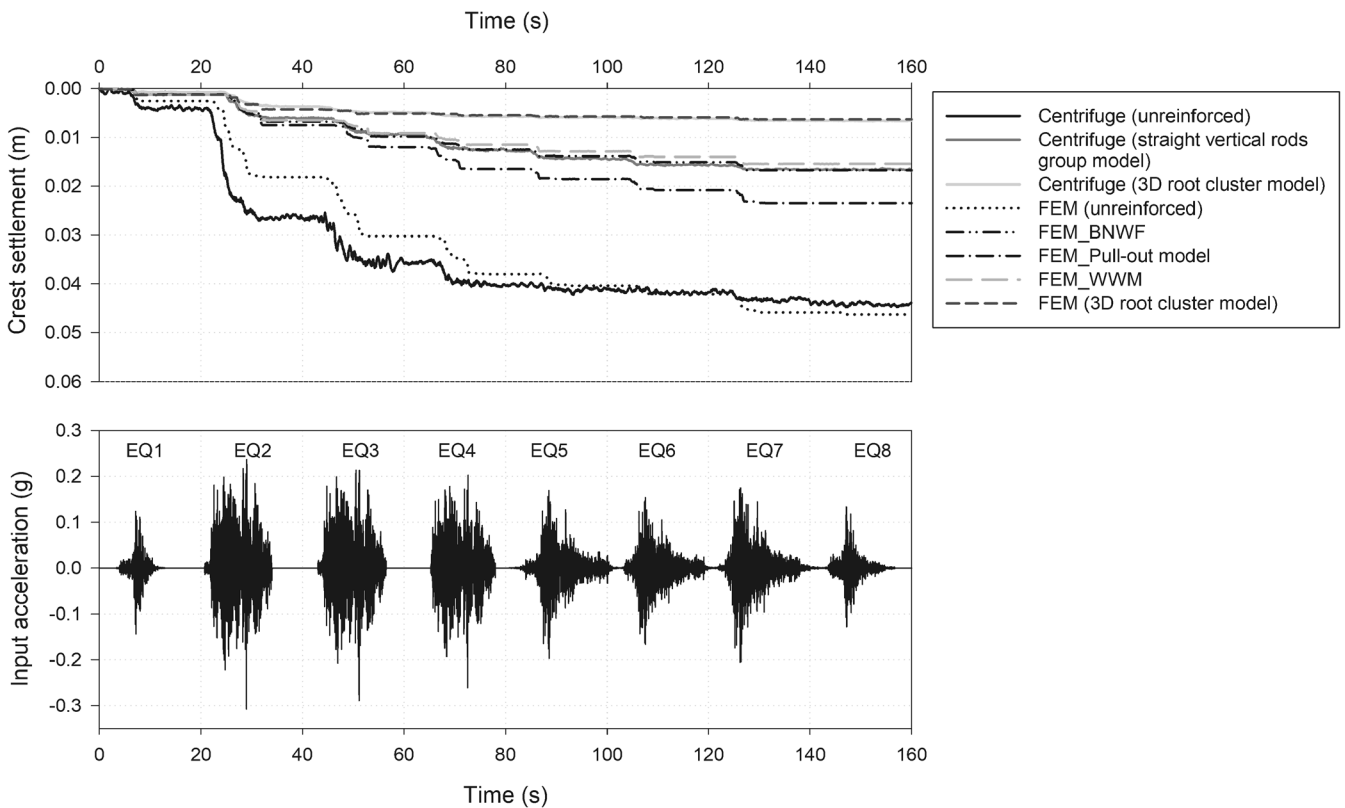 Time (s)
0 20 40 60 80 100 120 140 160
Crest settlement (m)
0.00
0.01
0.02
0.03
0.04
0.05
0.06
Centrifuge (unreinforced)
Centrifuge (straight vertical rods
group model)
Centrifuge (3D root cluster model)
FEM (unreinforced)
FEM_BNWF
FEM_Pull-out model
FEM_WWM
FEM (3D root cluster model)
Input acceleration (g)
0.3
0.2
0.1
0.0
-0.1
-0.2
-0.3
EQ1 EQ2 EQ3 EQ4 EQ5 EQ6 EQ7 EQ8
0 20 40 60 80 100 120 140 160
Time (s)